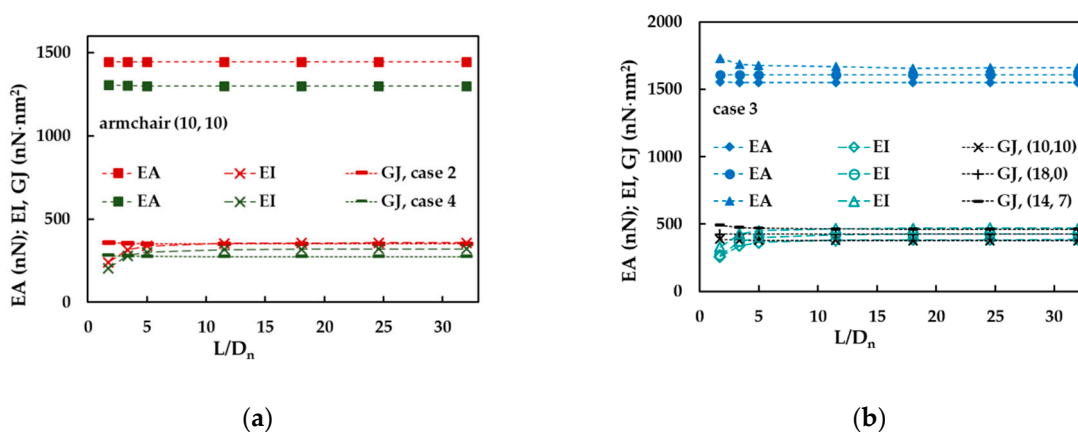 EA (nN); EI, GJ (nN·nm²)
1500
1000
500
0
armchair (10, 10)
EA EI GJ, case 2
EA EI GJ, case 4
0 5 10 15 20 25 30
L/Dn
(a)
EA (nN); EI, GJ (nN·nm²)
2000
1500
1000
500
0
case 3
EA EI GJ, (10,10)
EA EI GJ, (18,0)
EA EI GJ, (14, 7)
0 5 10 15 20 25 30
L/Dn
(b)